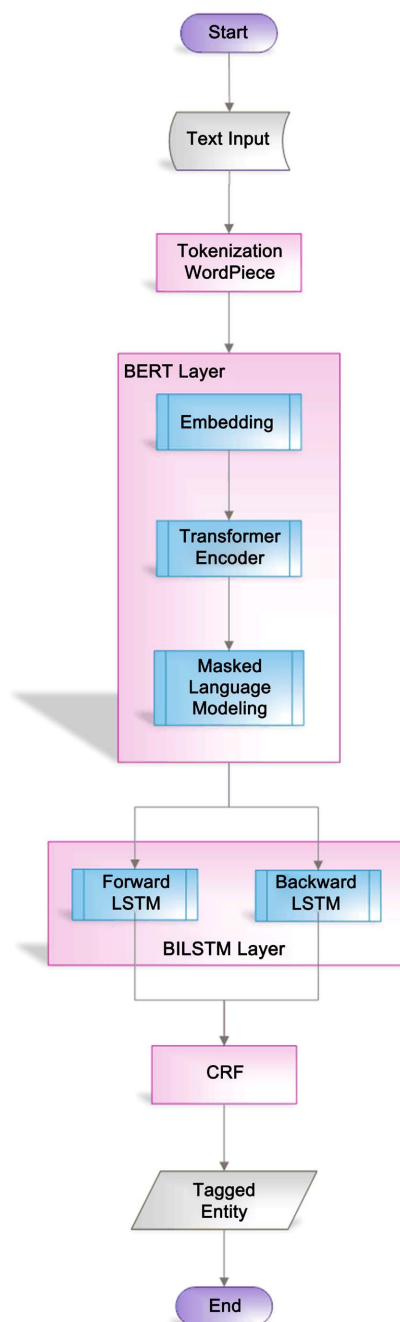 Start
Text Input
Tokenization
WordPiece
BERT Layer
Embedding
Transformer
Encoder
Masked
Language
Modeling
Forward
LSTM
Backward
LSTM
BILSTM Layer
CRF
Tagged
Entity
End